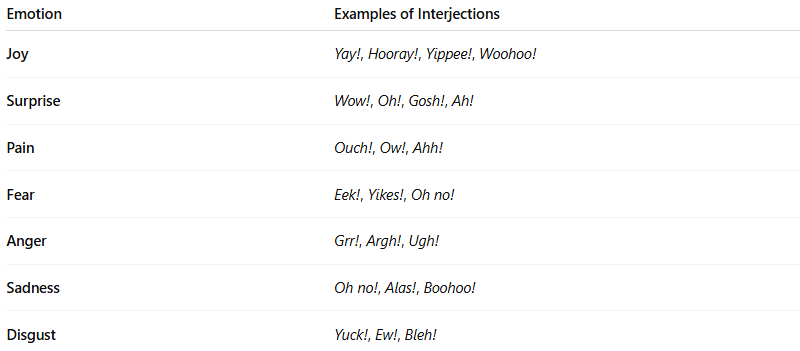 Emotion Examples of Interjections
Joy Yay!, Hooray!, Yippee!, Woohoo!
Surprise Wow!, Oh!, Gosh!, Ah!
Pain Ouch!, Ow!, Ahh!
Fear Eek!, Yikes!, Oh no!
Anger Grr!, Argh!, Ugh!
Sadness Oh no!, Alas!, Boohoo!
Disgust Yuck!, Ew!, Bleh!